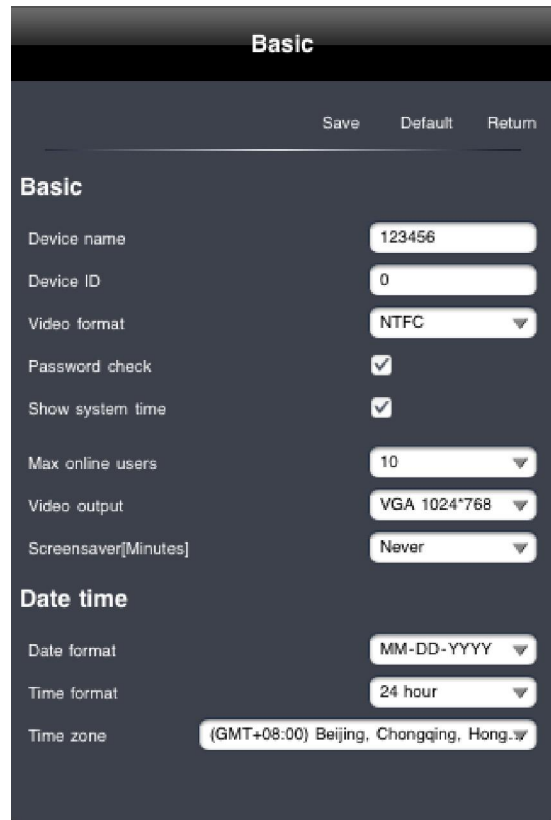 Basic
Save Default Return
Basic
Device name 123456
Device ID 0
Video format NTFC
Password check
Show system time
Max online users 10
Video output VGA 1024*768
Screensaver[Minutes] Never
Date time
Date format MM-DD-YYYY
Time format 24 hour
Time zone (GMT+08:00) Beijing, Chongqing, Hong...